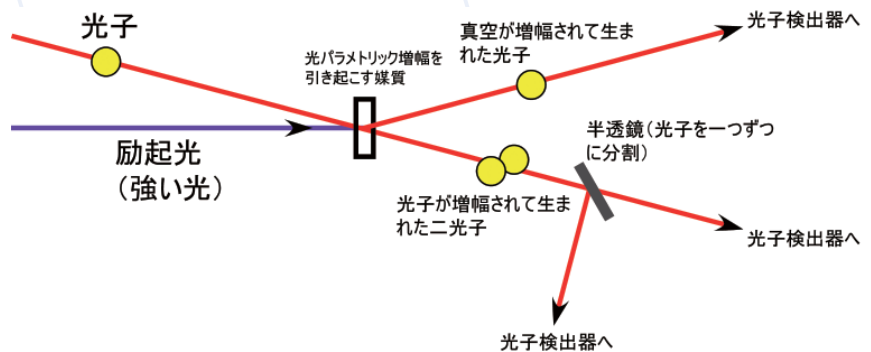 光子
光パラメトリック増幅を
引き起こす媒質
真空が増幅されて生ま
れた光子
光子検出器へ
励起光
（強い光）
半透鏡（光子を一つずつ
に分割）
光子が増幅されて生ま
れた二光子
光子検出器へ
光子検出器へ